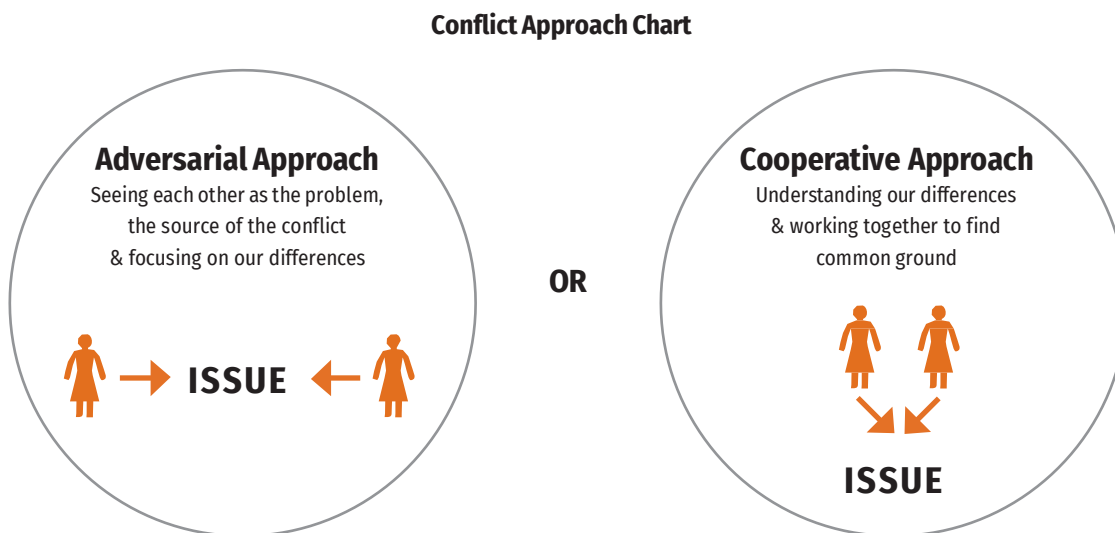 Conflict Approach Chart
Adversarial Approach
Seeing each other as the problem,
the source of the conflict
& focusing on our differences
ISSUE
OR
Cooperative Approach
Understanding our differences
& working together to find
common ground
ISSUE